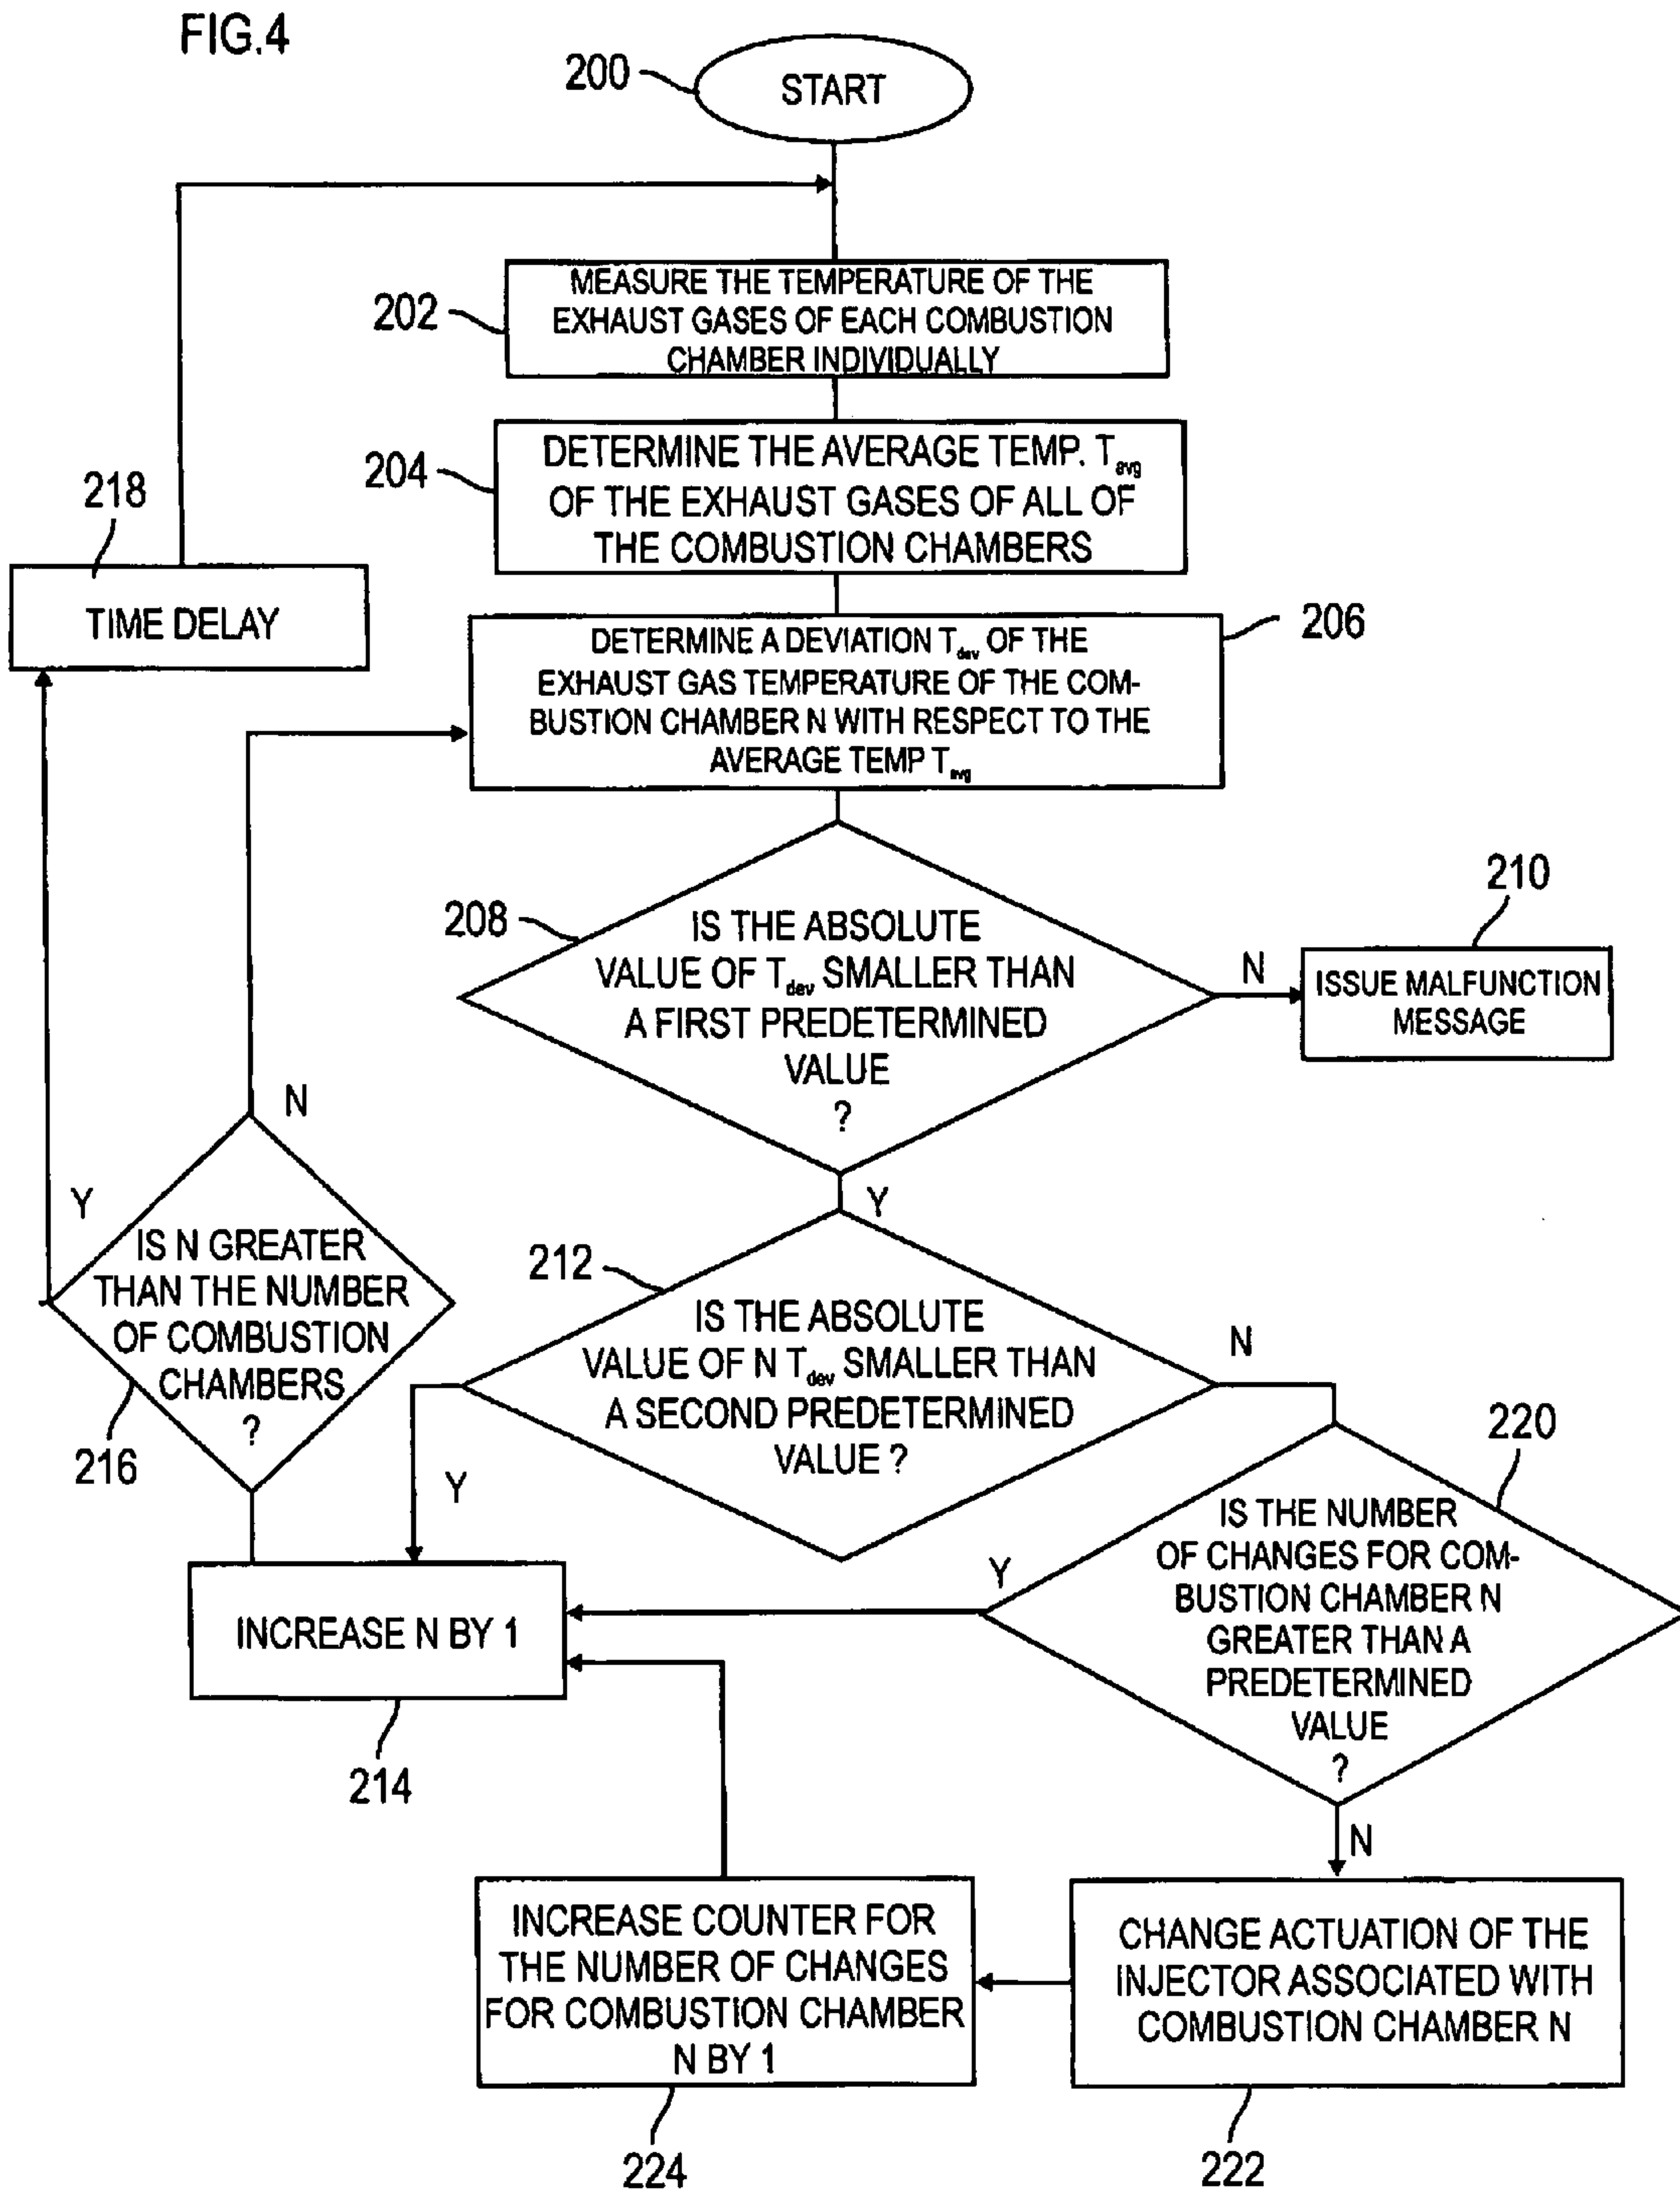 FIG.4
200
START
202
MEASURE THE TEMPERATURE OF THE
EXHAUST GASES OF EACH COMBUSTION
CHAMBER INDIVIDUALLY
204
DETERMINE THE AVERAGE TEMP. Tavg
OF THE EXHAUST GASES OF ALL OF
THE COMBUSTION CHAMBERS
218
TIME DELAY
206
DETERMINE A DEVIATION Tdev OF THE
EXHAUST GAS TEMPERATURE OF THE COM-
BUSTION CHAMBER N WITH RESPECT TO THE
AVERAGE TEMP Tavg
208
IS THE ABSOLUTE
VALUE OF Tdev SMALLER THAN
A FIRST PREDETERMINED
VALUE
?
N
210
ISSUE MALFUNCTION
MESSAGE
Y
N
Y
IS N GREATER
THAN THE NUMBER
OF COMBUSTION
CHAMBERS
?
216
212
IS THE ABSOLUTE
VALUE OF N Tdev SMALLER THAN
A SECOND PREDETERMINED
VALUE ?
N
Y
220
IS THE NUMBER
OF CHANGES FOR COM-
BUSTION CHAMBER N
GREATER THAN A
PREDETERMINED
VALUE
?
Y
N
INCREASE N BY 1
214
INCREASE COUNTER FOR
THE NUMBER OF CHANGES
FOR COMBUSTION CHAMBER
N BY 1
224
CHANGE ACTUATION OF THE
INJECTOR ASSOCIATED WITH
COMBUSTION CHAMBER N
222